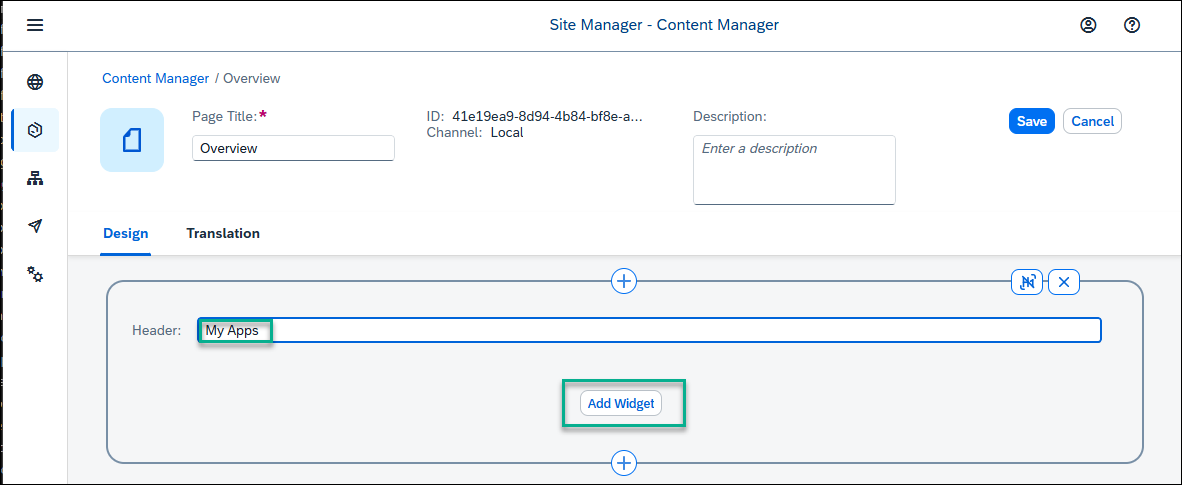 Site Manager - Content Manager
Content Manager / Overview
Page Title:*
Overview
ID: 41e19ea9-8d94-4b84-bf8e-a...
Channel: Local
Description:
Enter a description
Save
Cancel
Design
Translation
Header:
My Apps
Add Widget